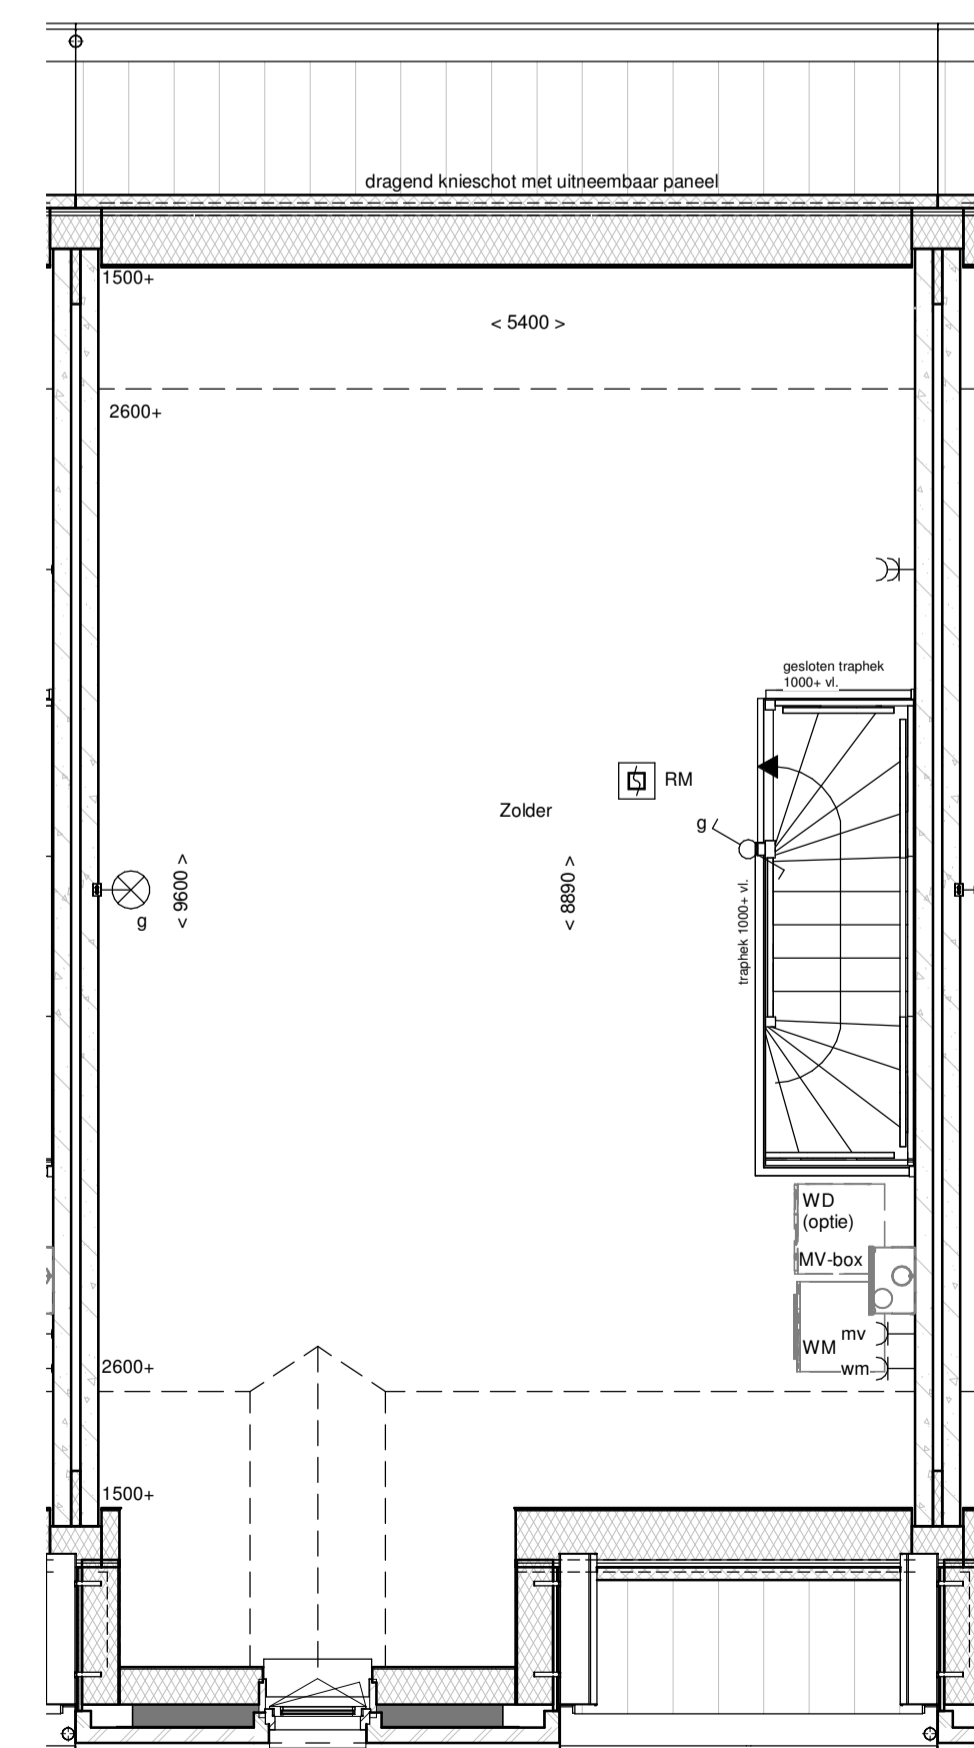 dragend knieschot met uitneembaar paneel
1500+
< 5400 >
2600+
gesloten traphek
1000+ vl.
RM
Zolder
g
< 9600 >
< 8890 >
g
traphek 1000+ vl.
WD
(optie)
MV-box
mv
WM
wm
2600+
1500+